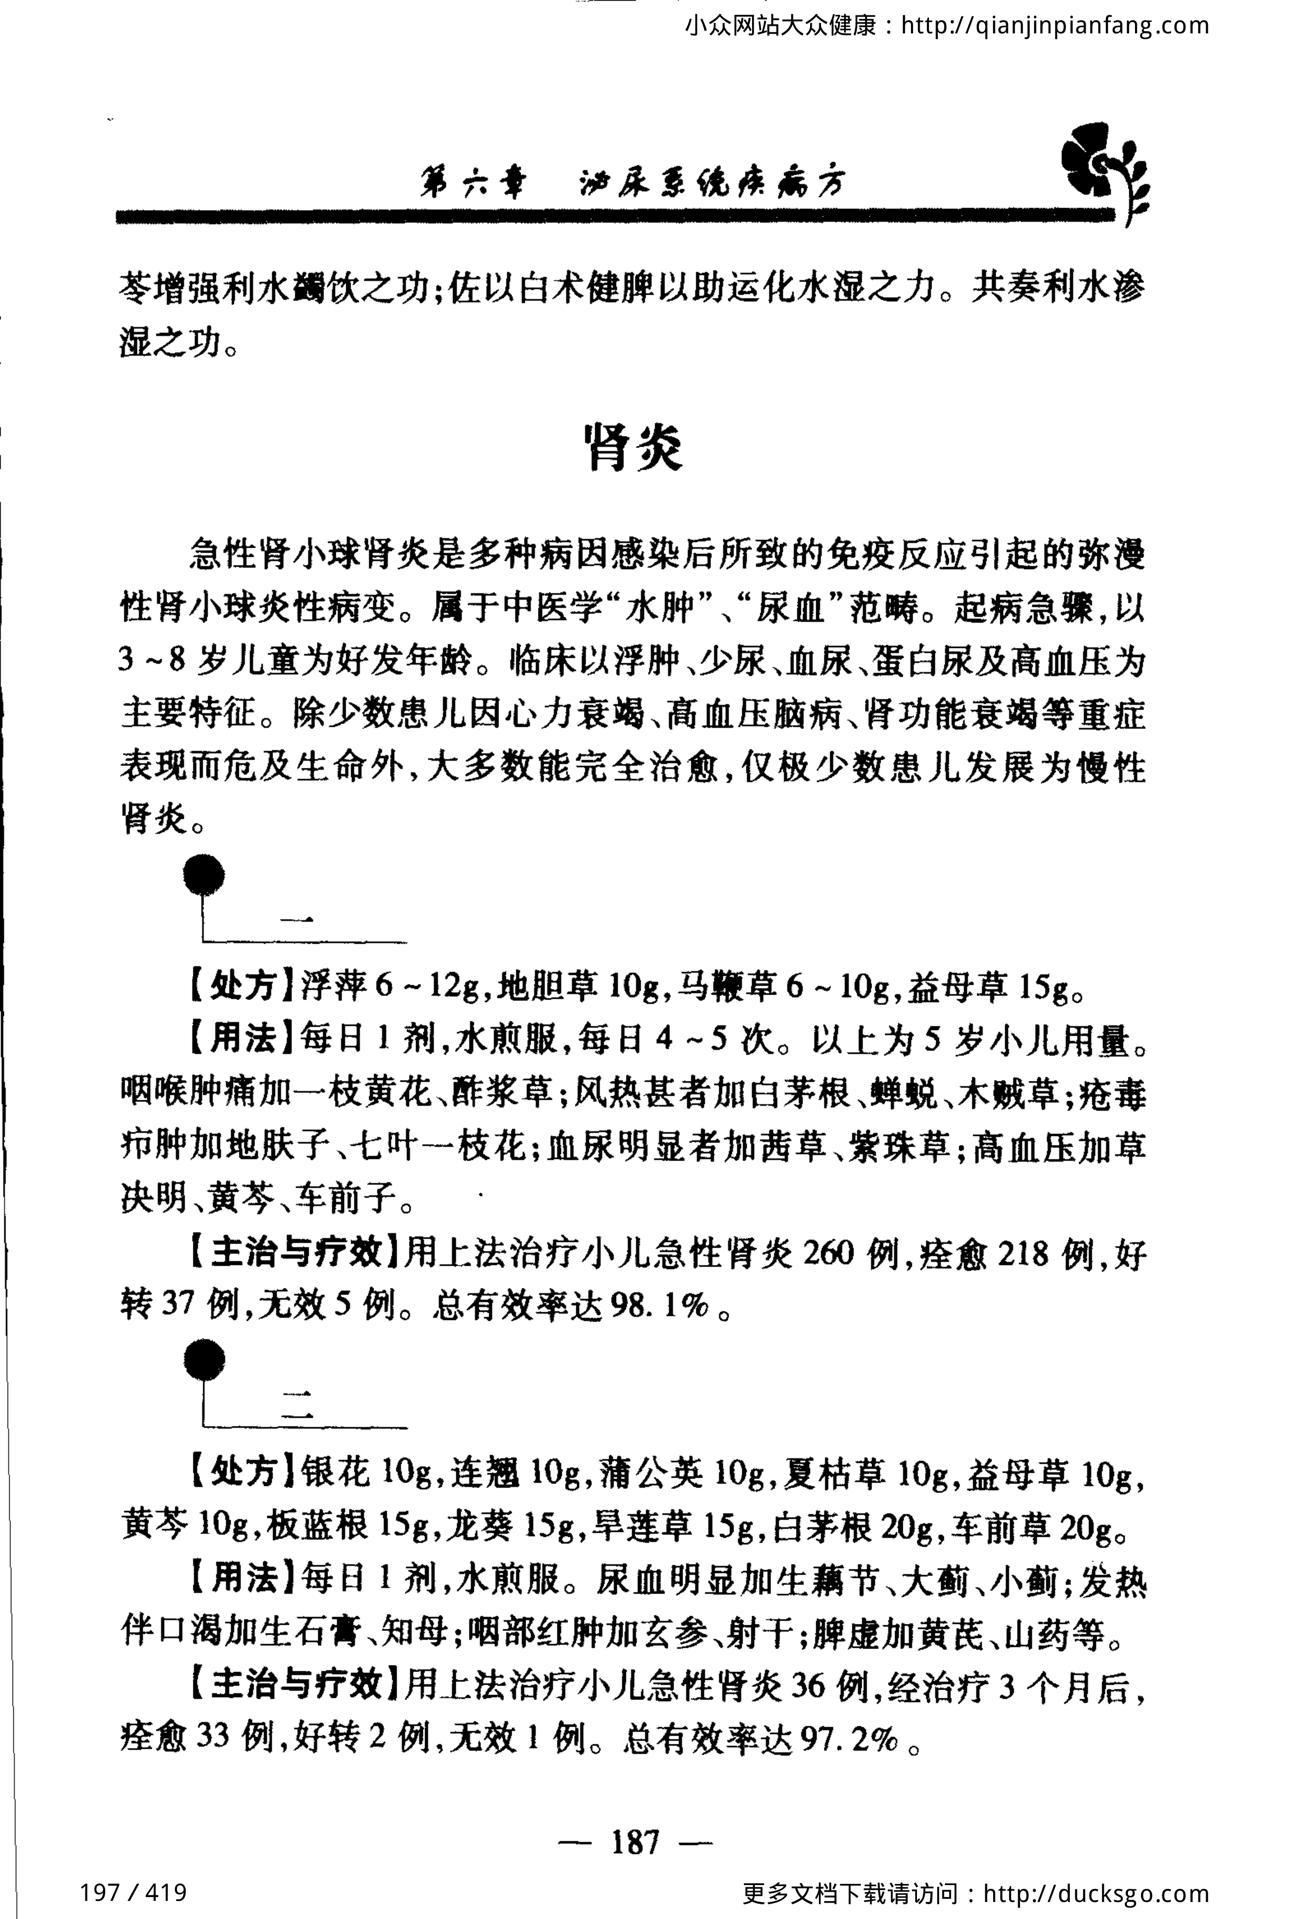 小众网站大众健康：http://qianjinpianfang.com
第六章 泌尿系统疾病方
苓增强利水蠲饮之功;佐以白术健脾以助运化水湿之力。共奏利水渗
湿之功。
肾炎
急性肾小球肾炎是多种病因感染后所致的免疫反应引起的弥漫
性肾小球炎性病变。属于中医学“水肿”、“尿血”范畴。起病急骤,以
3~8岁儿童为好发年龄。临床以浮肿、少尿、血尿、蛋白尿及高血压为
主要特征。除少数患儿因心力衰竭、高血压脑病、肾功能衰竭等重症
表现而危及生命外,大多数能完全治愈,仅极少数患儿发展为慢性
肾炎。
一
【处方】浮萍6~12g,地胆草10g,马鞭草6~10g,益母草15g。
【用法】每日1剂,水煎服,每日4~5次。以上为5岁小儿用量。
咽喉肿痛加一枝黄花、酢浆草;风热甚者加白茅根、蝉蜕、木贼草;疮毒
疖肿加地肤子、七叶一枝花;血尿明显者加茜草、紫珠草;高血压加草
决明、黄芩、车前子。
【主治与疗效】用上法治疗小儿急性肾炎260例,痊愈218例,好
转37例,无效5例。总有效率达98.1%。
二
【处方】银花10g,连翘10g,蒲公英10g,夏枯草10g,益母草10g,
黄芩10g,板蓝根15g,龙葵15g,旱莲草15g,白茅根20g,车前草20g。
【用法】每日1剂,水煎服。尿血明显加生藕节、大蓟、小蓟;发热
伴口渴加生石膏、知母;咽部红肿加玄参、射干;脾虚加黄芪、山药等。
【主治与疗效】用上法治疗小儿急性肾炎36例,经治疗3个月后,
痊愈33例,好转2例,无效1例。总有效率达97.2%。
— 187 —
197 / 419
更多文档下载请访问：http://ducksgo.com